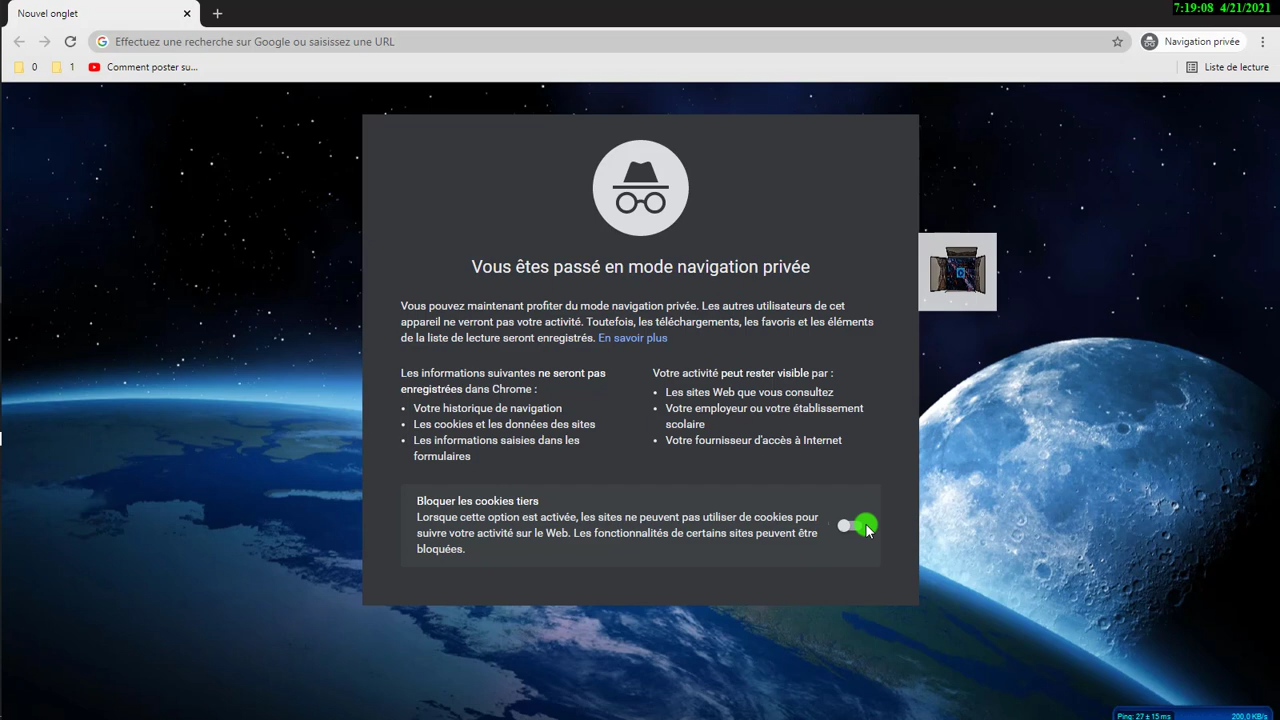 Nouvel onglet
7:19:08 4/21/2021
Effectuez une recherche sur Google ou saisissez une URL
Navigation privée
0
1
Comment poster su...
Liste de lecture
Vous êtes passé en mode navigation privée
Vous pouvez maintenant profiter du mode navigation privée. Les autres utilisateurs de cet
appareil ne verront pas votre activité. Toutefois, les téléchargements, les favoris et les éléments
de la liste de lecture seront enregistrés. En savoir plus
Les informations suivantes ne seront pas
enregistrées dans Chrome :
• Votre historique de navigation
• Les cookies et les données des sites
• Les informations saisies dans les
formulaires
Votre activité peut rester visible par :
• Les sites Web que vous consultez
• Votre employeur ou votre établissement
scolaire
• Votre fournisseur d'accès à Internet
Bloquer les cookies tiers
Lorsque cette option est activée, les sites ne peuvent pas utiliser de cookies pour
suivre votre activité sur le Web. Les fonctionnalités de certains sites peuvent être
bloquées.
Ping: 27 ± 15 ms
200,0 KB/s